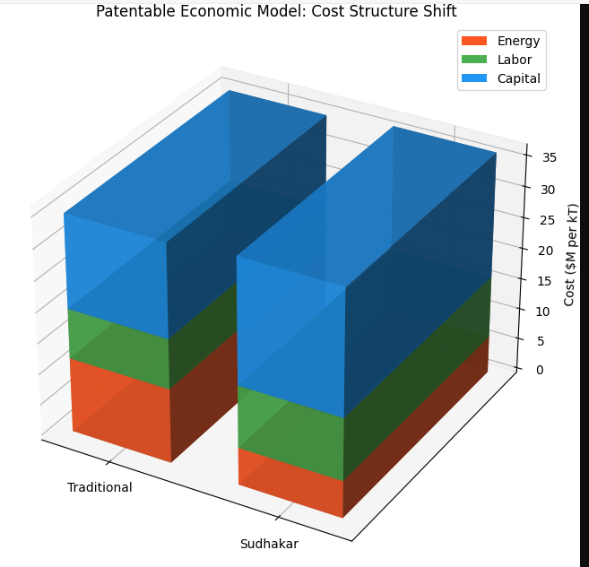 Patentable Economic Model: Cost Structure Shift
Energy
Labor
Capital
35
30
25
20
15
10
5
0
Cost ($M per kT)
Traditional
Sudhakar